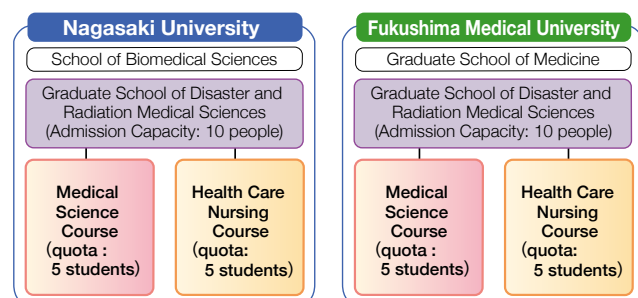 Nagasaki University
School of Biomedical Sciences
Graduate School of Disaster and
Radiation Medical Sciences
(Admission Capacity: 10 people)
Medical
Science
Course
(quota :
5 students)
Health Care
Nursing
Course
(quota:
5 students)
Fukushima Medical University
Graduate School of Medicine
Graduate School of Disaster and
Radiation Medical Sciences
(Admission Capacity: 10 people)
Medical
Science
Course
(quota :
5 students)
Health Care
Nursing
Course
(quota:
5 students)